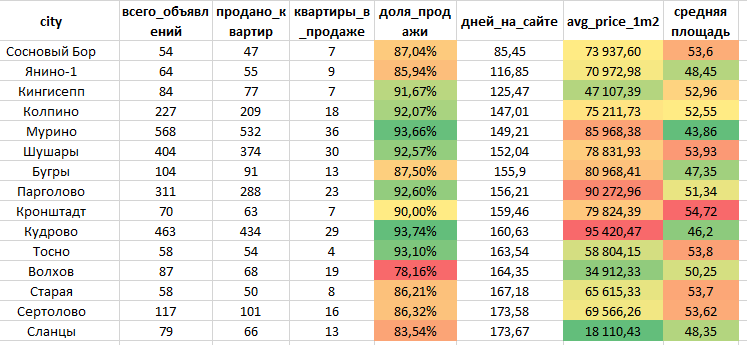 city всего_объявлений продано_квартир квартиры_в_продаже доля_продажи дней_на_сайте avg_price_1m2 средняя площадь
Сосновый Бор 54 47 7 87,04% 85,45 73 937,60 53,6
Янино-1 64 55 9 85,94% 116,85 70 972,98 48,45
Кингисепп 84 77 7 91,67% 125,47 47 107,39 52,96
Колпино 227 209 18 92,07% 147,01 75 211,73 52,55
Мурино 568 532 36 93,66% 149,21 85 968,38 43,86
Шушары 404 374 30 92,57% 152,04 78 831,93 53,93
Бугры 104 91 13 87,50% 155,9 80 968,41 47,35
Парголово 311 288 23 92,60% 156,21 90 272,96 51,34
Кронштадт 70 63 7 90,00% 159,46 79 824,39 54,72
Кудрово 463 434 29 93,74% 160,63 95 420,47 46,2
Тосно 58 54 4 93,10% 163,54 58 804,15 53,8
Волхов 87 68 19 78,16% 164,35 34 912,33 50,25
Старая 58 50 8 86,21% 167,18 65 615,33 53,7
Сертолово 117 101 16 86,32% 173,58 69 566,26 53,62
Сланцы 79 66 13 83,54% 173,67 18 110,43 48,35